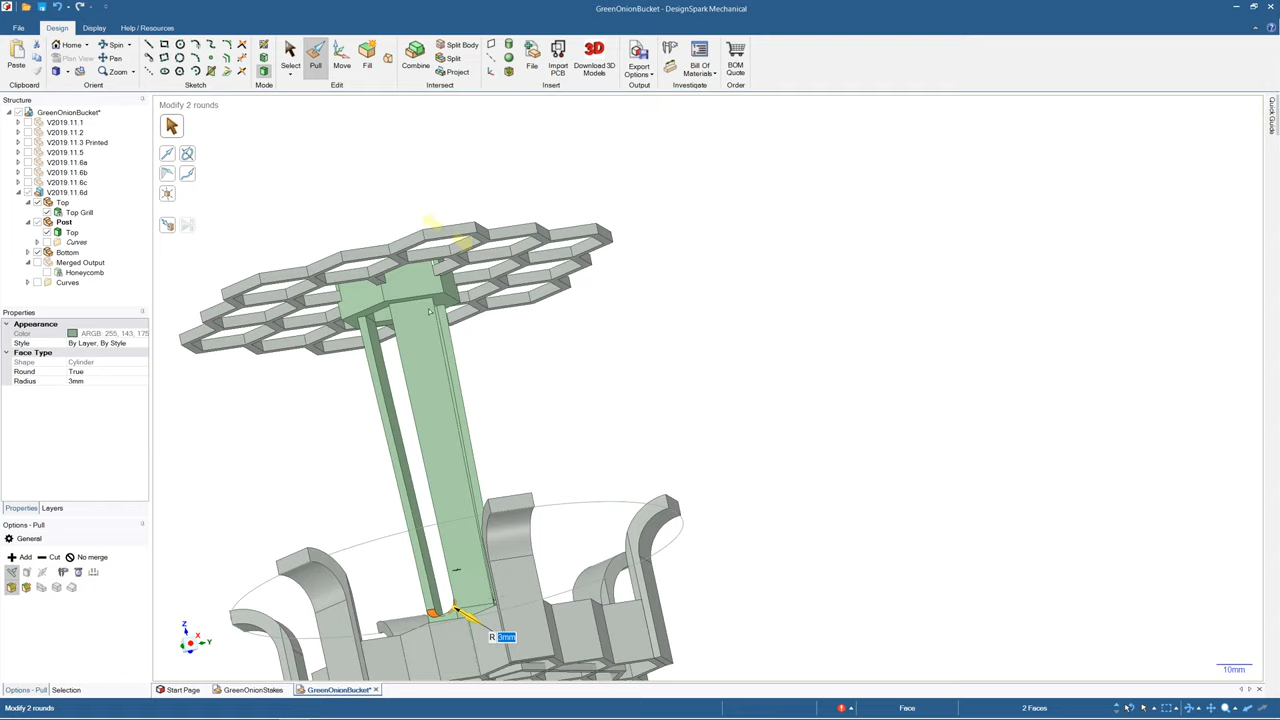 GreenOnionBucket - DesignSpark Mechanical
File Design Display Help / Resources
Paste
Home Spin
Plan View Pan
Zoom
Select Pull Move Fill
Combine
Split Body
Split
Project
File Import PCB Download 3D Models
Export Options
Bill Of Materials
BOM Quote
Clipboard Orient Sketch Mode Edit Intersect Insert Output Investigate Order
Structure
GreenOnionBucket*
V2019.11.1
V2019.11.2
V2019.11.3 Printed
V2019.11.5
V2019.11.6a
V2019.11.6b
V2019.11.6c
V2019.11.6d
Top
Top Grill
Post
Top
Curves
Bottom
Merged Output
Honeycomb
Curves
Modify 2 rounds
Quick Guide
Properties
Appearance
Color ARGB: 255, 143, 175
Style By Layer, By Style
Face Type
Shape Cylinder
Round True
Radius 3mm
Properties Layers
Options - Pull
General
Add Cut No merge
R 3mm
Z
X
Y
10mm
Options - Pull Selection
Start Page GreenOnionStakes GreenOnionBucket*
Modify 2 rounds
Face 2 Faces